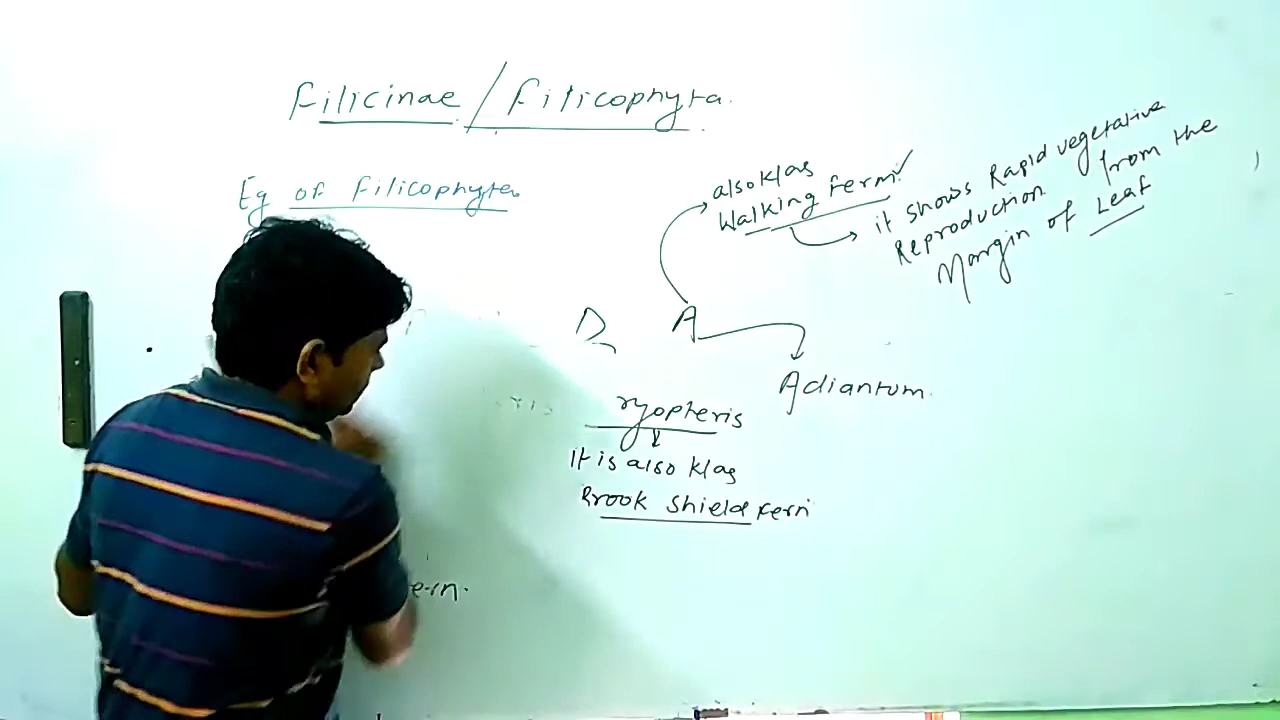 Filicinae / Filicophyta.
Eg of Filicophyta
also klas
Walking Fern.
it shows Rapid vegetative
Reproduction from the
Margin of Leaf
D A
Adiantum.
ryopteris
It is also klas
Brook Shield Fern
ern.